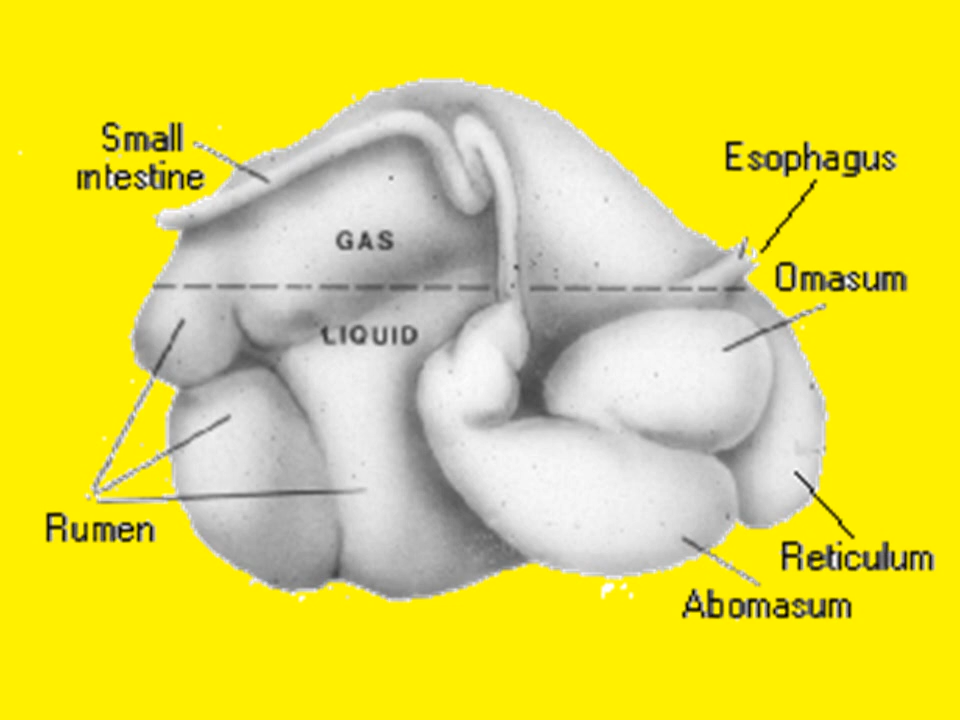 Small
intestine
Esophagus
GAS
Omasum
LIQUID
Rumen
Reticulum
Abomasum